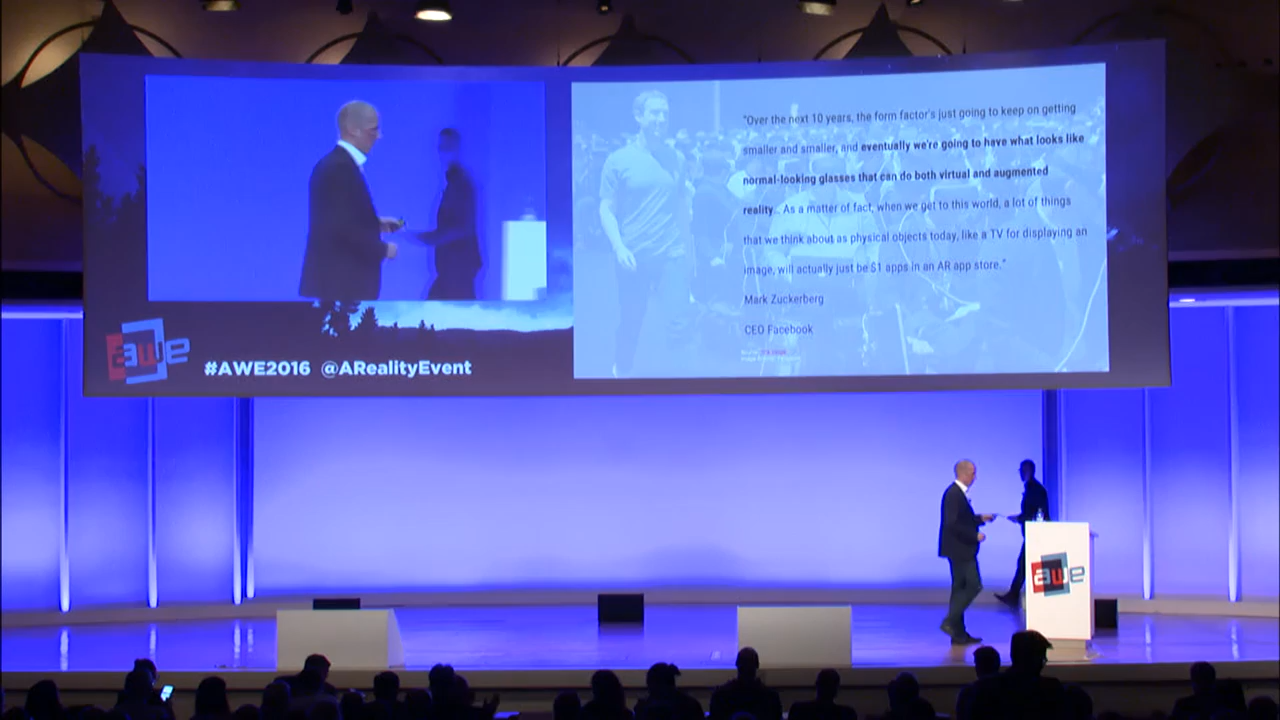 "Over the next 10 years, the form factor's just going to keep on getting
smaller and smaller, and eventually we're going to have what looks like
normal-looking glasses that can do both virtual and augmented
reality... As a matter of fact, when we get to this world, a lot of things
that we think about as physical objects today, like a TV for displaying an
image, will actually just be $1 apps in an AR app store."
Mark Zuckerberg
CEO Facebook
awe
#AWE2016 @ARealityEvent
awe